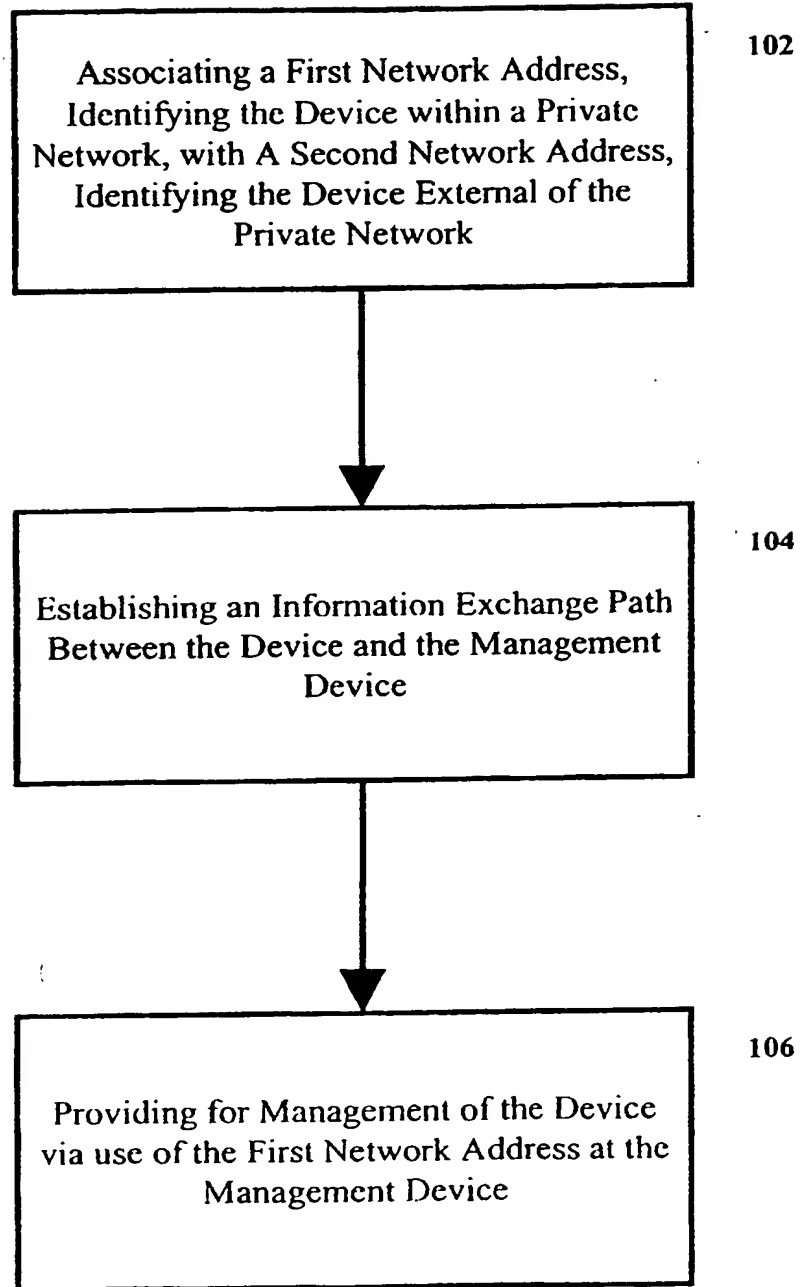 102
Associating a First Network Address,
Identifying the Device within a Private
Network, with A Second Network Address,
Identifying the Device External of the
Private Network
104
Establishing an Information Exchange Path
Between the Device and the Management
Device
106
Providing for Management of the Device
via use of the First Network Address at the
Management Device